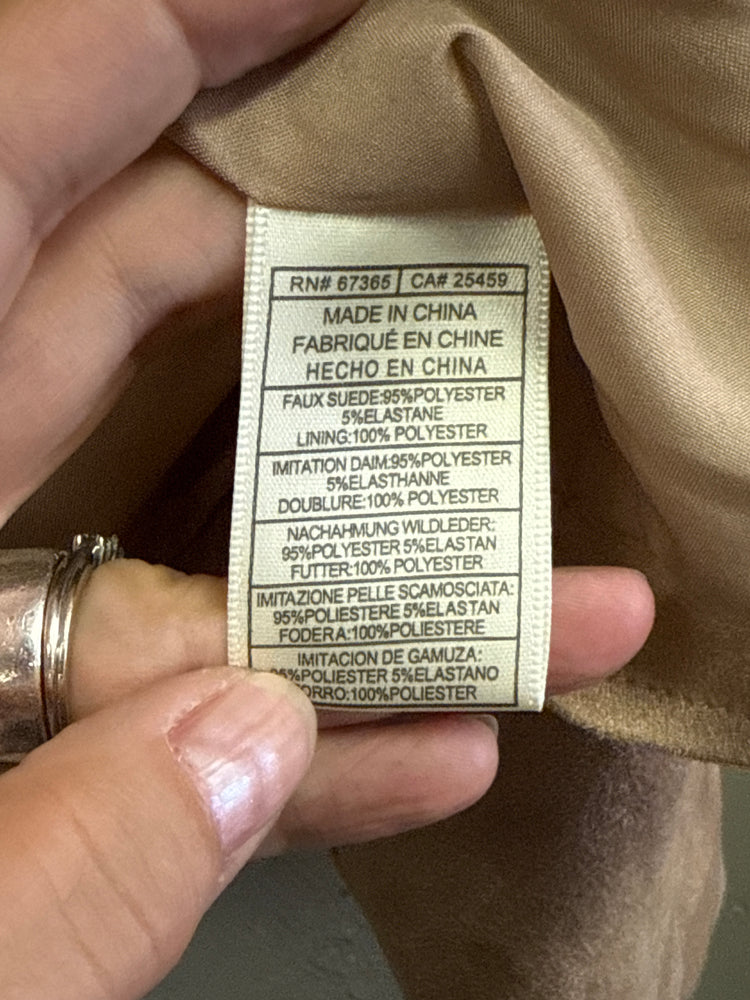 RN# 67365 CA# 25459
MADE IN CHINA
FABRIQUÉ EN CHINE
HECHO EN CHINA
FAUX SUEDE:95%POLYESTER
5%ELASTANE
LINING:100% POLYESTER
IMITATION DAIM:95%POLYESTER
5%ELASTHANNE
DOUBLURE:100% POLYESTER
NACHAHMUNG WILDLEDER:
95%POLYESTER 5%ELASTAN
FUTTER:100% POLYESTER
IMITAZIONE PELLE SCAMOSCIATA:
95%POLIESTERE 5%ELASTAN
FODERA:100%POLIESTERE
IMITACION DE GAMUZA:
5%POLIESTER 5%ELASTANO
ORRO:100%POLIESTER